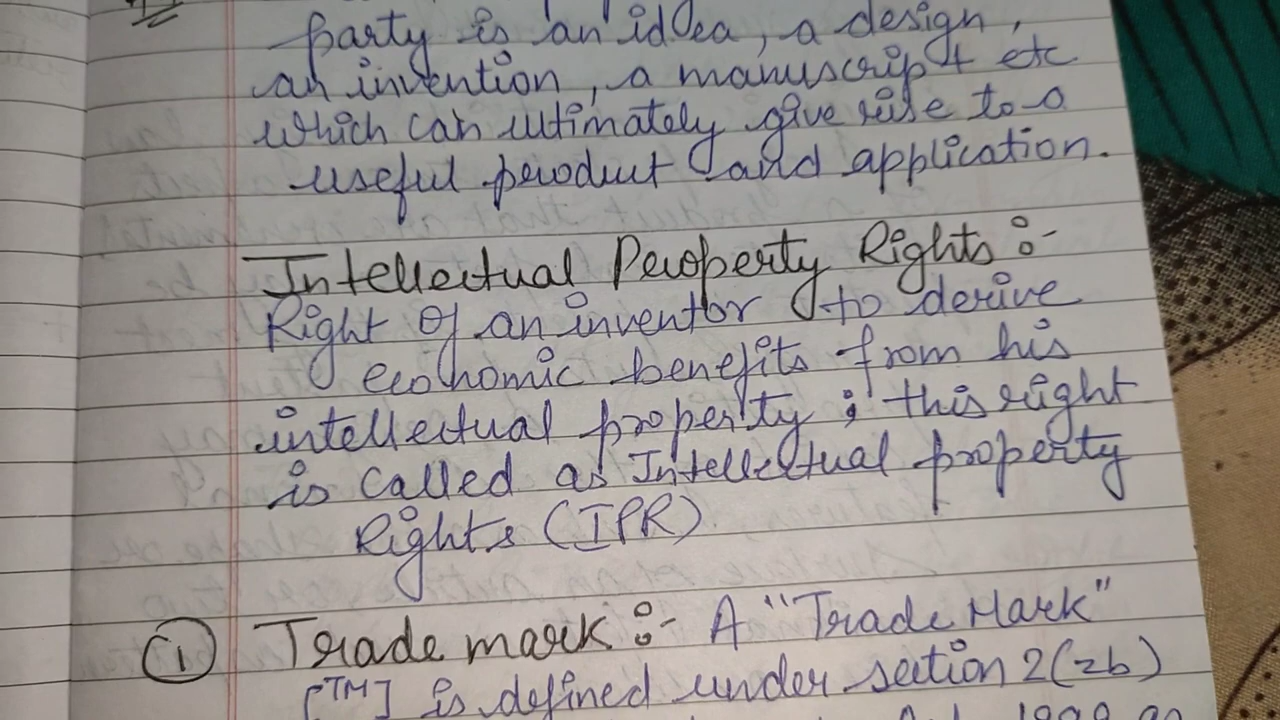 party is an idea, a design,
an invention, a manuscript etc
which can ultimately give rise to a
useful product and application.
Intellectual Property Rights :-
Right of an inventor to derive
economic benefits from his
intellectual property ; this right
is called as Intellectual property
Rights (IPR)
(1) Trade mark :- A "Trade Mark"
[TM] is defined under section 2(zb)